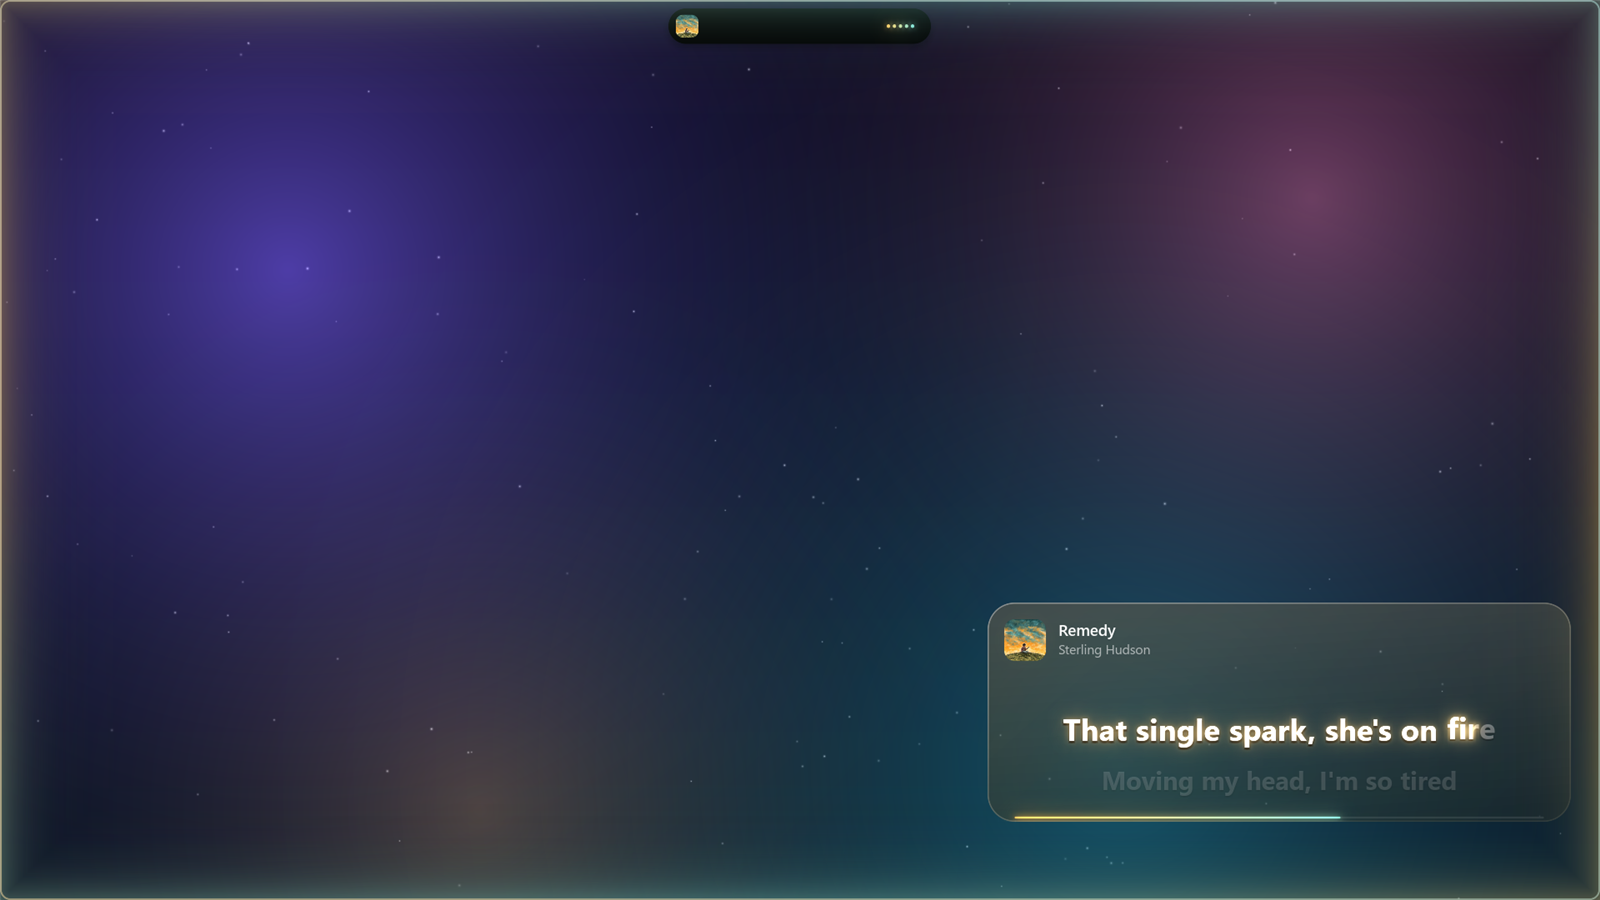 Remedy
Sterling Hudson
That single spark, she's on fire
Moving my head, I'm so tired